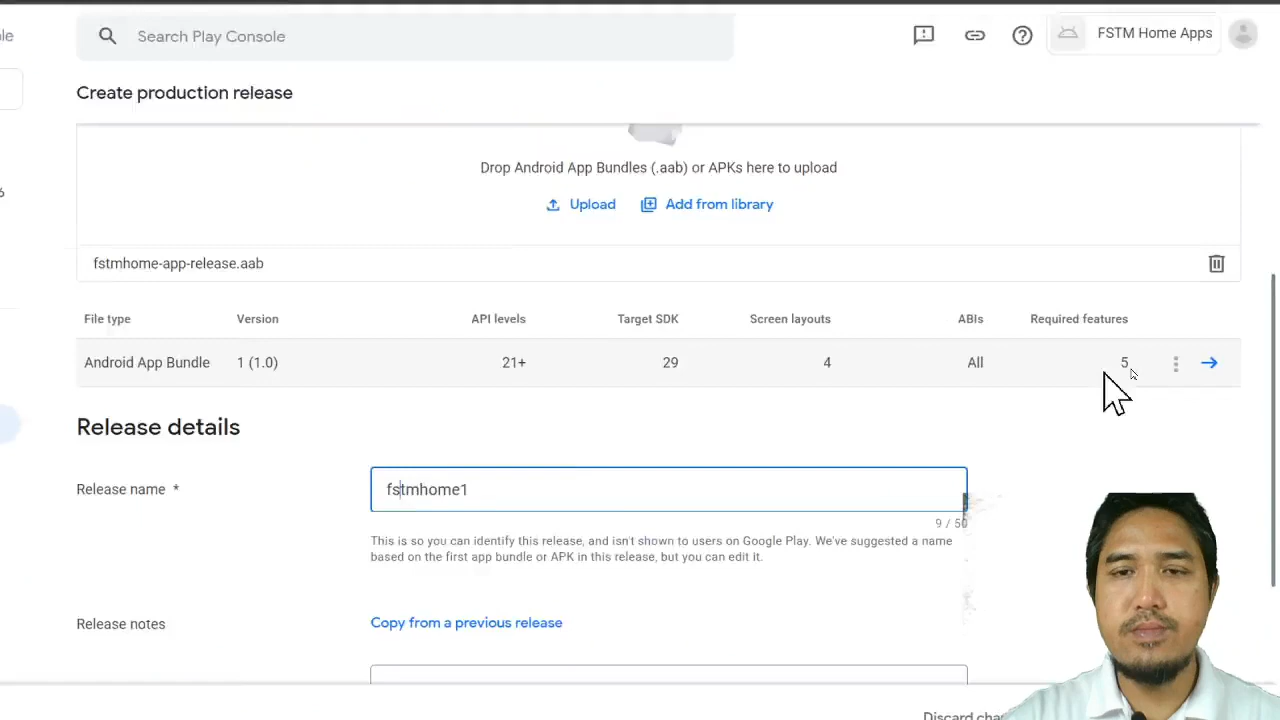 le
Search Play Console
FSTM Home Apps
Create production release
6
Drop Android App Bundles (.aab) or APKs here to upload
Upload
Add from library
fstmhome-app-release.aab
File type Version API levels Target SDK Screen layouts ABIs Required features
Android App Bundle 1 (1.0) 21+ 29 4 All 5
Release details
Release name *
fstmhome1
9 / 50
This is so you can identify this release, and isn't shown to users on Google Play. We've suggested a name
based on the first app bundle or APK in this release, but you can edit it.
Release notes
Copy from a previous release
Discard